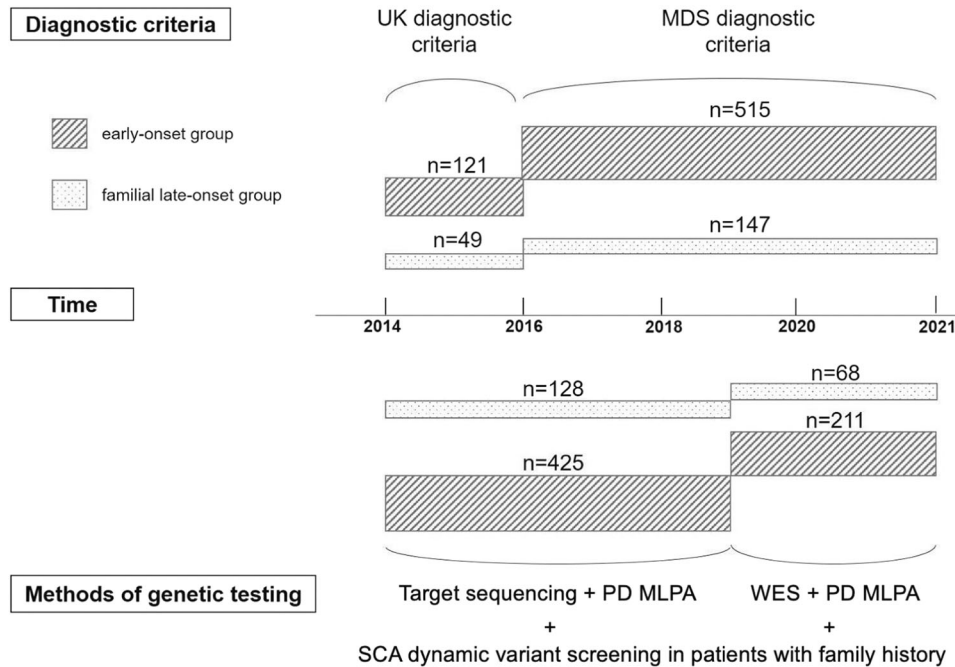 Diagnostic criteria
UK diagnostic
criteria
MDS diagnostic
criteria
early-onset group
familial late-onset group
n=515
n=121
n=49
n=147
Time
2014
2016
2018
2020
2021
n=128
n=68
n=211
n=425
Methods of genetic testing
Target sequencing + PD MLPA
WES + PD MLPA
+
+
SCA dynamic variant screening in patients with family history